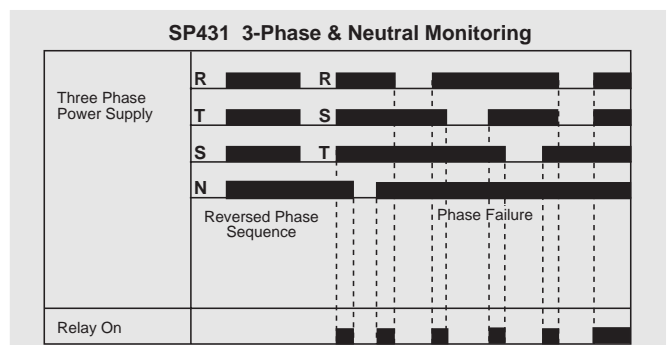 SP431 3-Phase & Neutral Monitoring
Three Phase
Power Supply
R R
T S
S T
N
Reversed Phase
Sequence
Phase Failure
Relay On